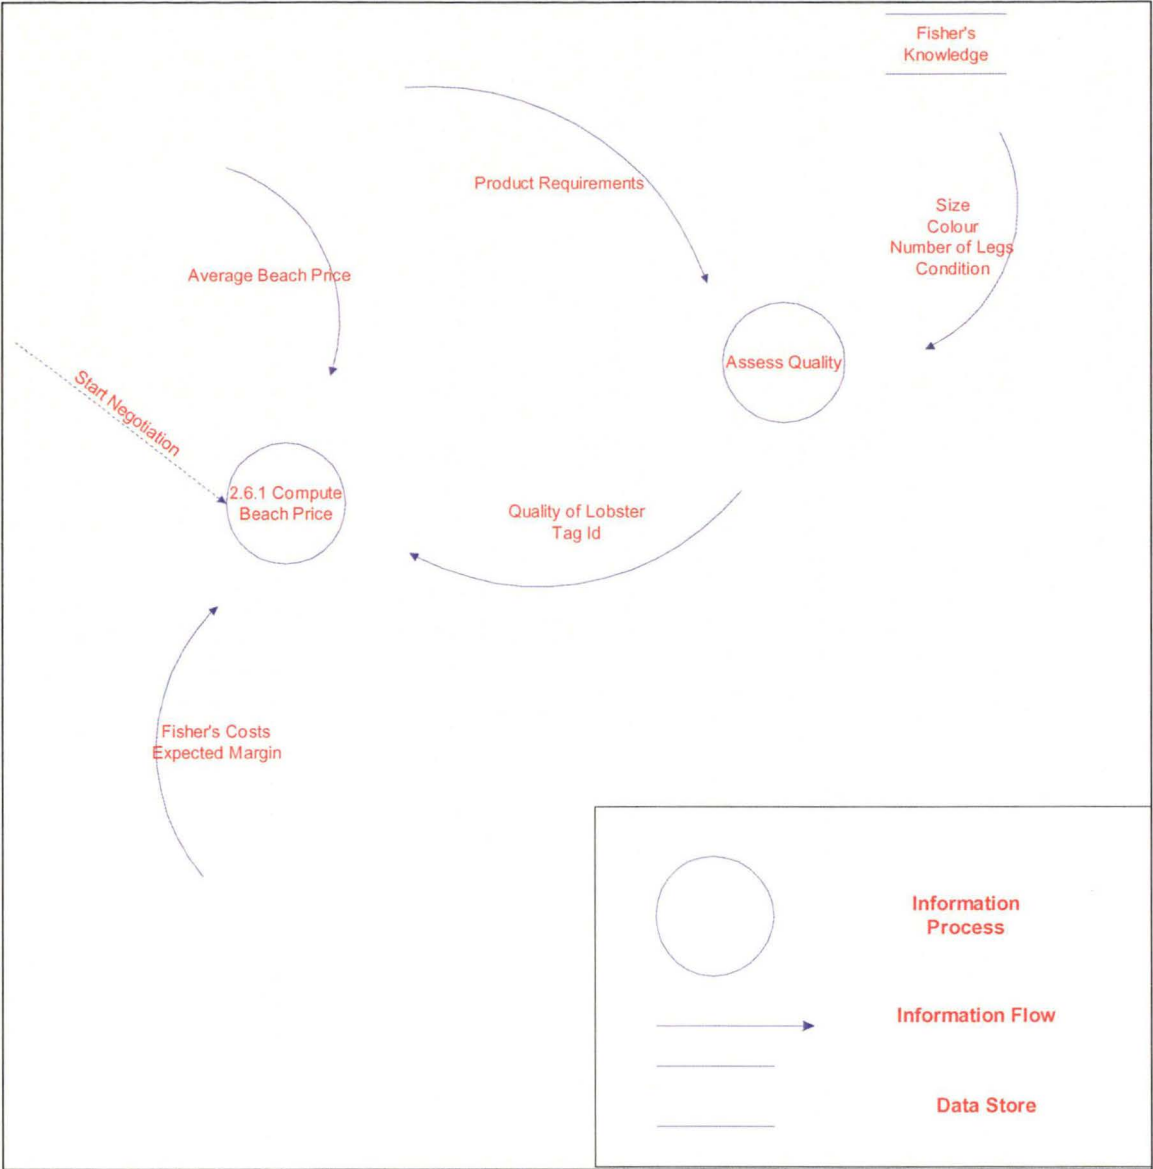 Fisher's
Knowledge
Product Requirements
Size
Colour
Number of Legs
Condition
Average Beach Price
Assess Quality
Start Negotiation
2.6.1 Compute
Beach Price
Quality of Lobster
Tag Id
Fisher's Costs
Expected Margin
Information
Process
Information Flow
Data Store